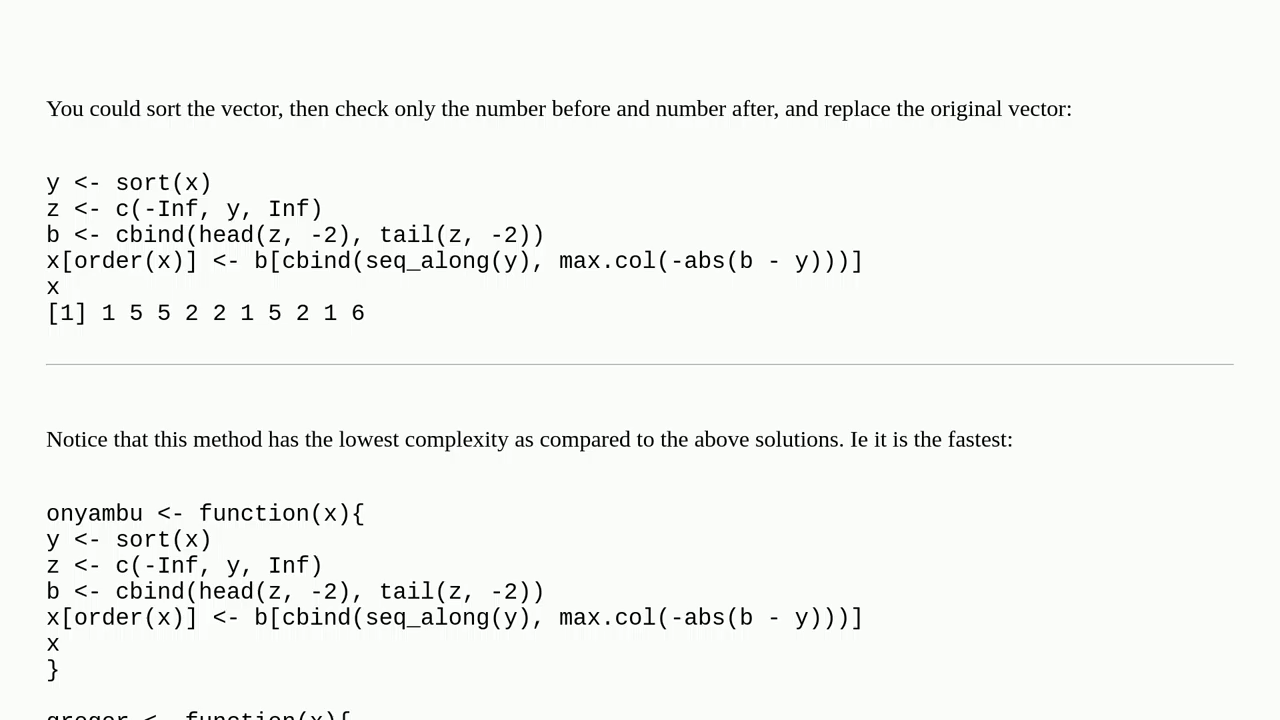 You could sort the vector, then check only the number before and number after, and replace the original vector:
y <- sort(x)
z <- c(-Inf, y, Inf)
b <- cbind(head(z, -2), tail(z, -2))
x[order(x)] <- b[cbind(seq_along(y), max.col(-abs(b - y)))]
x
[1] 1 5 5 2 2 1 5 2 1 6
Notice that this method has the lowest complexity as compared to the above solutions. Ie it is the fastest:
onyambu <- function(x){
y <- sort(x)
z <- c(-Inf, y, Inf)
b <- cbind(head(z, -2), tail(z, -2))
x[order(x)] <- b[cbind(seq_along(y), max.col(-abs(b - y)))]
x
}
gregor <- function(x){